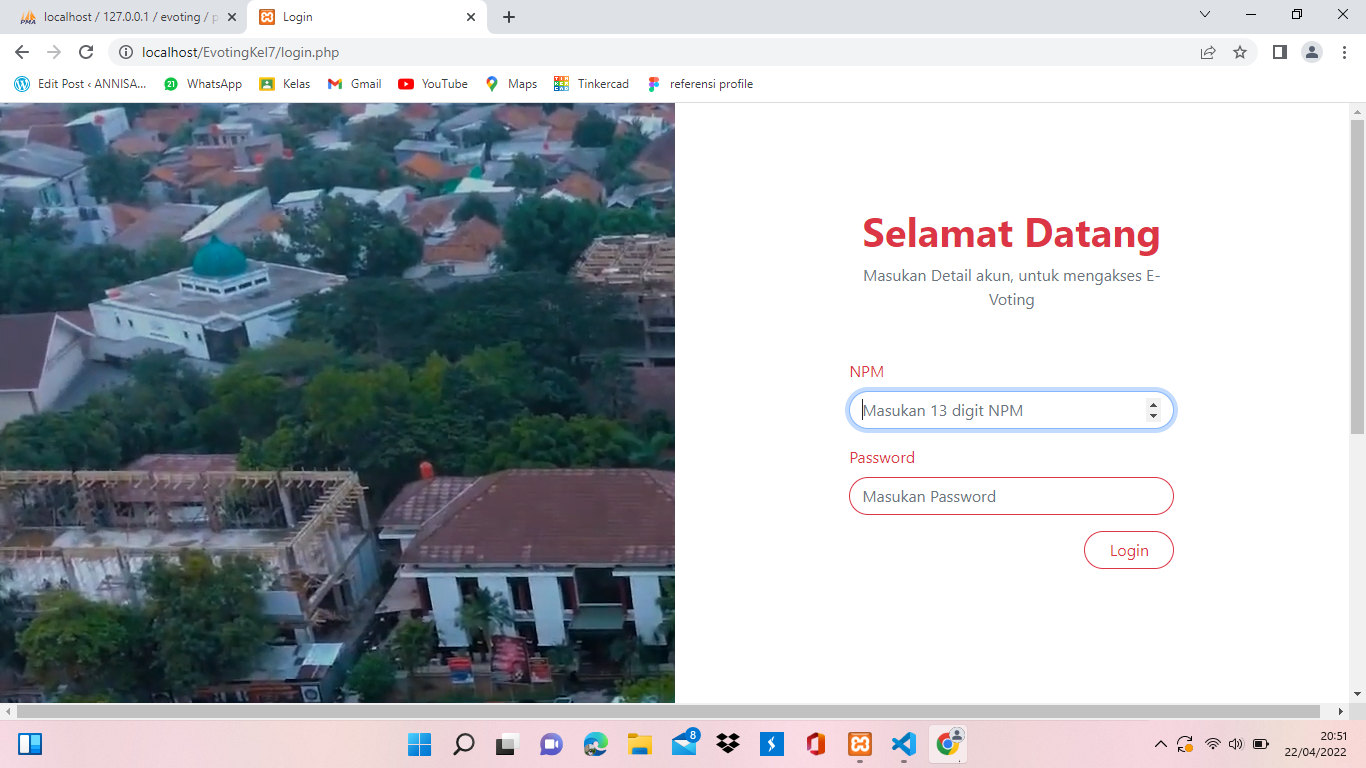 localhost / 127.0.0.1 / evoting / p
Login
localhost/EvotingKel7/login.php
Edit Post ‹ ANNISA...
21
WhatsApp
Kelas
Gmail
YouTube
Maps
Tinkercad
referensi profile
Selamat Datang
Masukan Detail akun, untuk mengakses E-
Voting
NPM
Masukan 13 digit NPM
Password
Masukan Password
Login
8
20:51
22/04/2022